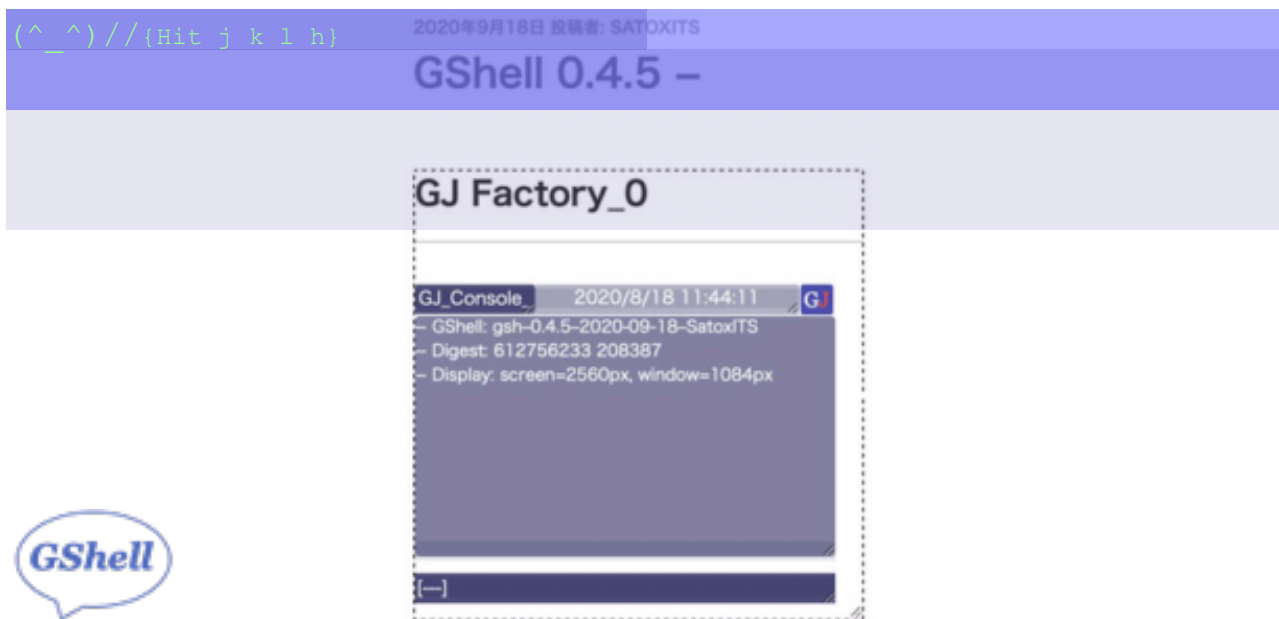 (^_^)//{Hit j k l h}
2020年9月18日 投稿者: SATOXITS
GShell 0.4.5 –
GJ Factory_0
GJ_Console_ 2020/8/18 11:44:11 GJ
– GShell: gsh–0.4.5–2020-09-18–SatoxITS
– Digest: 612756233 208387
– Display: screen=2560px, window=1084px
GShell
[—]